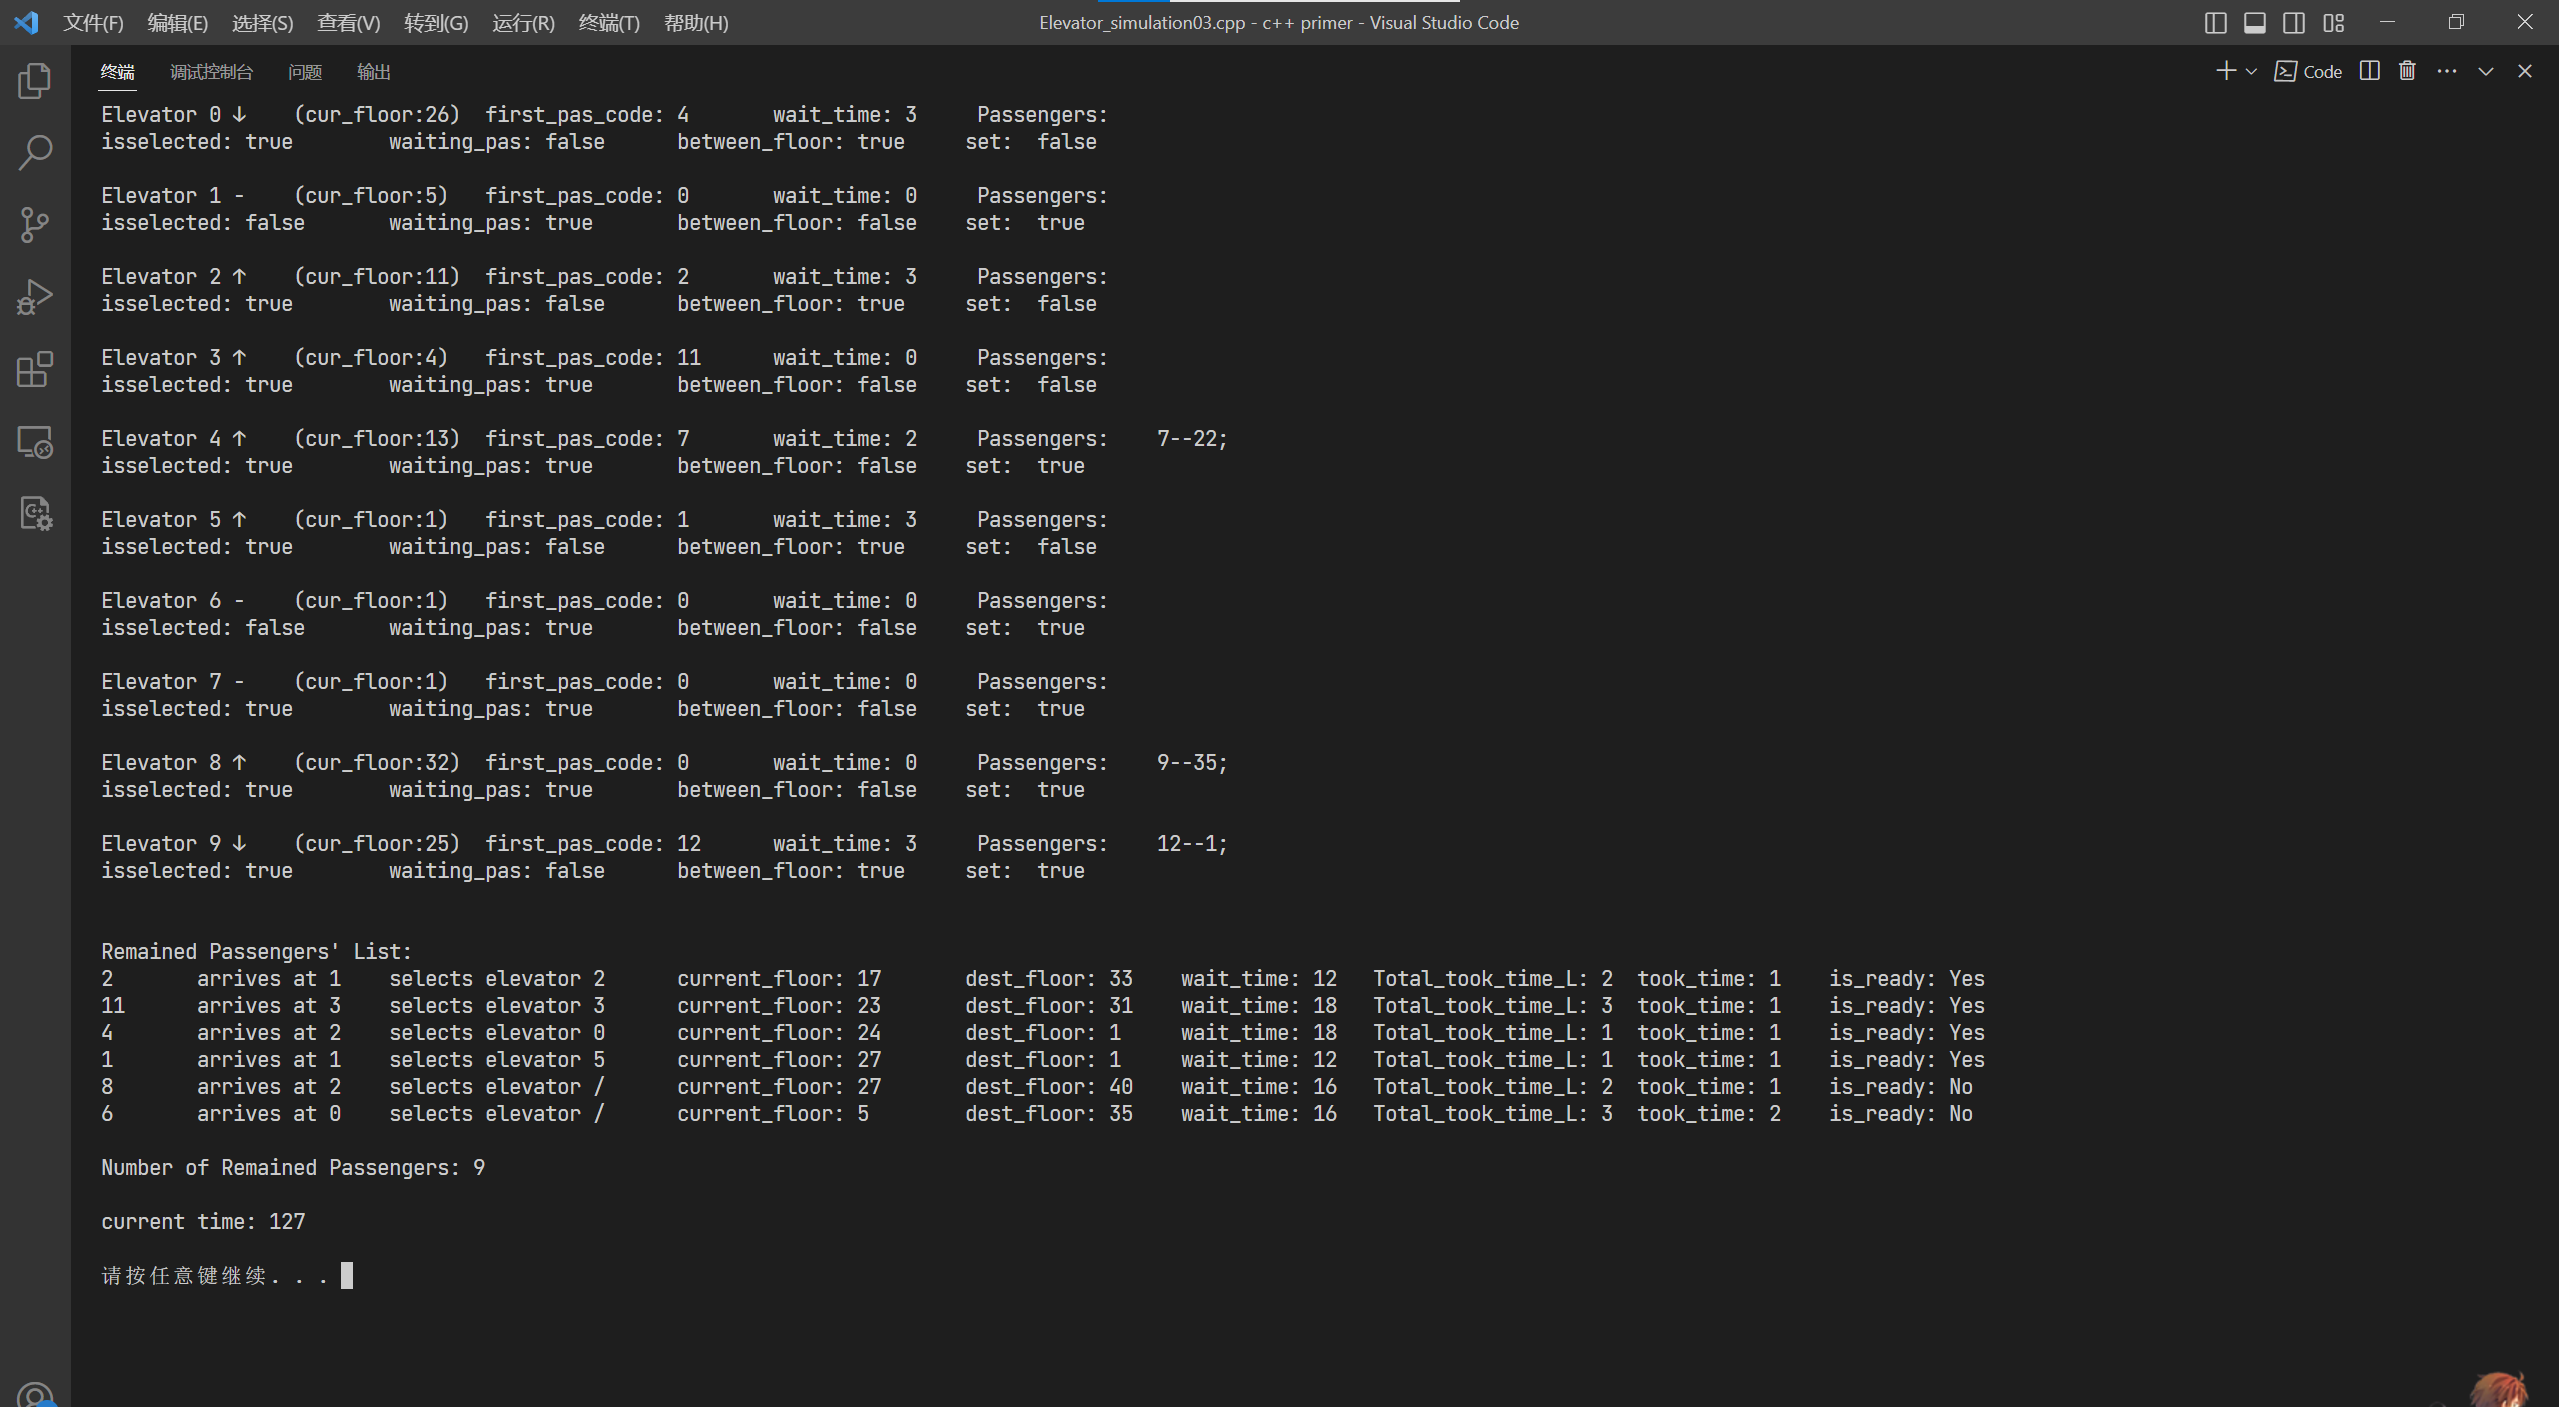 文件(F) 编辑(E) 选择(S) 查看(V) 转到(G) 运行(R) 终端(T) 帮助(H) Elevator_simulation03.cpp - c++ primer - Visual Studio Code
终端 调试控制台 问题 输出 Code
Elevator 0 ↓ (cur_floor:26) first_pas_code: 4 wait_time: 3 Passengers:
isselected: true waiting_pas: false between_floor: true set: false
Elevator 1 - (cur_floor:5) first_pas_code: 0 wait_time: 0 Passengers:
isselected: false waiting_pas: true between_floor: false set: true
Elevator 2 ↑ (cur_floor:11) first_pas_code: 2 wait_time: 3 Passengers:
isselected: true waiting_pas: false between_floor: true set: false
Elevator 3 ↑ (cur_floor:4) first_pas_code: 11 wait_time: 0 Passengers:
isselected: true waiting_pas: true between_floor: false set: false
Elevator 4 ↑ (cur_floor:13) first_pas_code: 7 wait_time: 2 Passengers: 7--22;
isselected: true waiting_pas: true between_floor: false set: true
Elevator 5 ↑ (cur_floor:1) first_pas_code: 1 wait_time: 3 Passengers:
isselected: true waiting_pas: false between_floor: true set: false
Elevator 6 - (cur_floor:1) first_pas_code: 0 wait_time: 0 Passengers:
isselected: false waiting_pas: true between_floor: false set: true
Elevator 7 - (cur_floor:1) first_pas_code: 0 wait_time: 0 Passengers:
isselected: true waiting_pas: true between_floor: false set: true
Elevator 8 ↑ (cur_floor:32) first_pas_code: 0 wait_time: 0 Passengers: 9--35;
isselected: true waiting_pas: true between_floor: false set: true
Elevator 9 ↓ (cur_floor:25) first_pas_code: 12 wait_time: 3 Passengers: 12--1;
isselected: true waiting_pas: false between_floor: true set: true
Remained Passengers' List:
2 arrives at 1 selects elevator 2 current_floor: 17 dest_floor: 33 wait_time: 12 Total_took_time_L: 2 took_time: 1 is_ready: Yes
11 arrives at 3 selects elevator 3 current_floor: 23 dest_floor: 31 wait_time: 18 Total_took_time_L: 3 took_time: 1 is_ready: Yes
4 arrives at 2 selects elevator 0 current_floor: 24 dest_floor: 1 wait_time: 18 Total_took_time_L: 1 took_time: 1 is_ready: Yes
1 arrives at 1 selects elevator 5 current_floor: 27 dest_floor: 1 wait_time: 12 Total_took_time_L: 1 took_time: 1 is_ready: Yes
8 arrives at 2 selects elevator / current_floor: 27 dest_floor: 40 wait_time: 16 Total_took_time_L: 2 took_time: 1 is_ready: No
6 arrives at 0 selects elevator / current_floor: 5 dest_floor: 35 wait_time: 16 Total_took_time_L: 3 took_time: 2 is_ready: No
Number of Remained Passengers: 9
current time: 127
请按任意键继续. . .